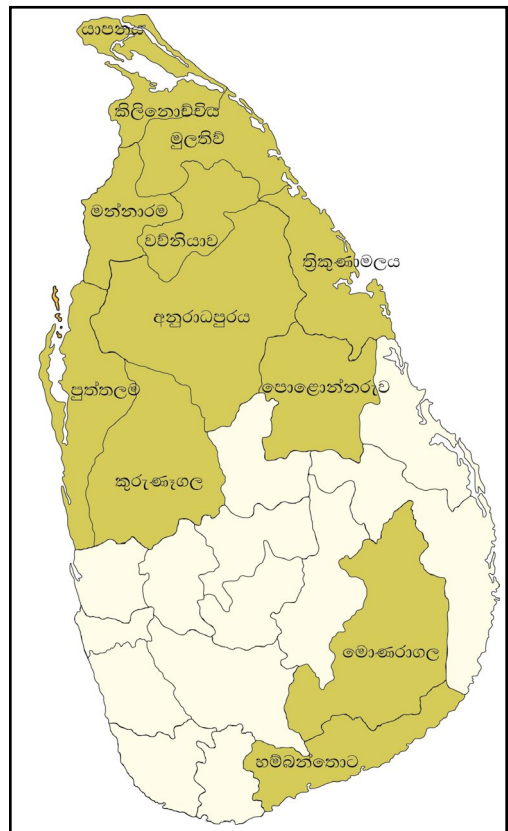 යාපනය
කිලිනොච්චිය
මුලතිව්
මන්නාරම
වව්නියාව
ත්‍රිකුණාමලය
අනුරාධපුරය
පුත්තලම
පොළොන්නරුව
කුරුණෑගල
මොණරාගල
හම්බන්තොට